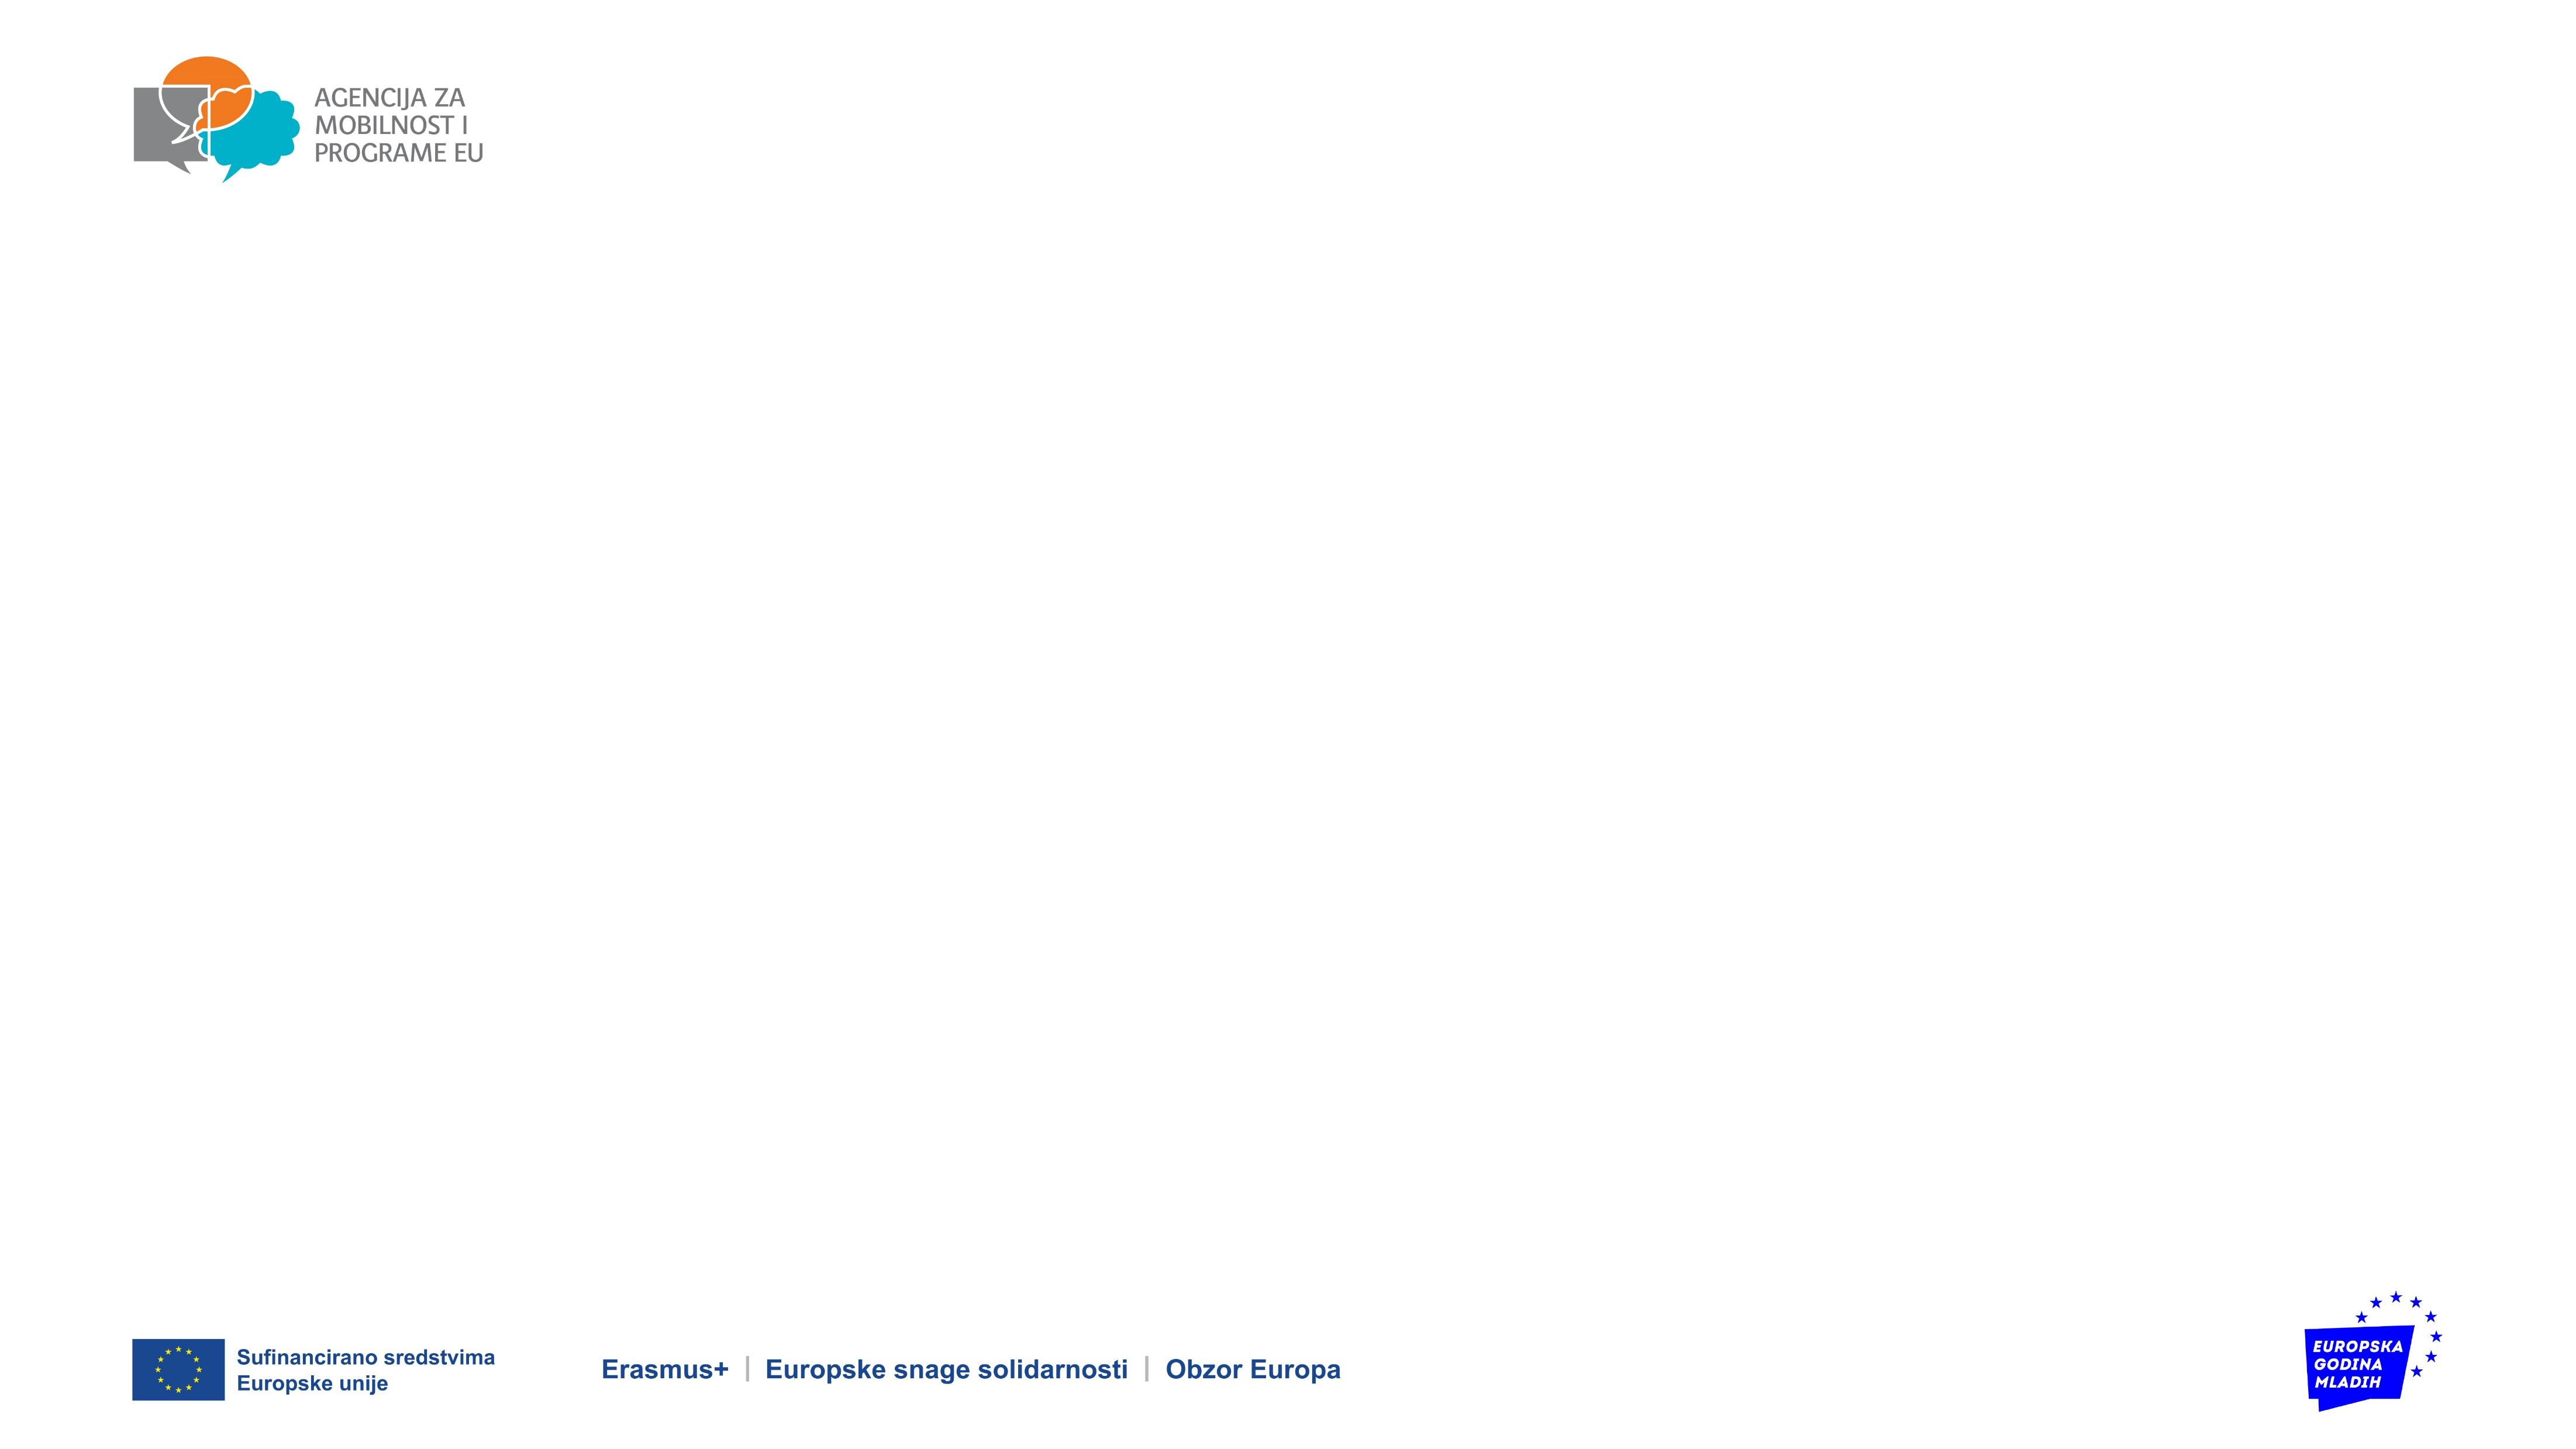 AGENCIJA ZA
MOBILNOST I
PROGRAME EU
Sufinancirano sredstvima
Europske unije
Erasmus+ | Europske snage solidarnosti | Obzor Europa
EUROPSKA
GODINA
MLADIH